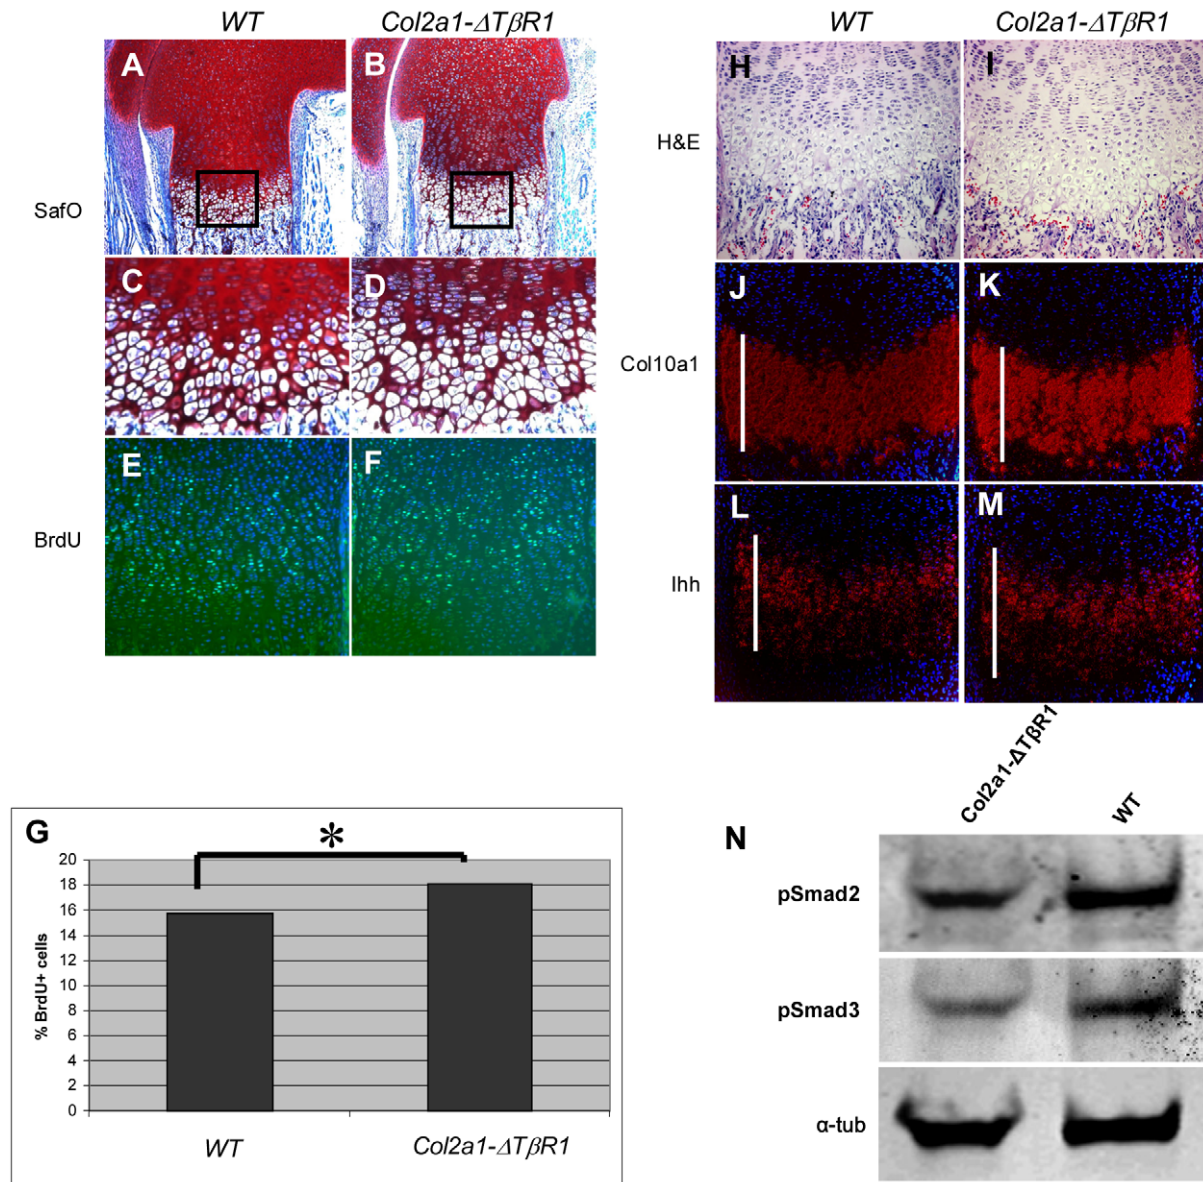 WT Col2a1-ΔTβR1
WT Col2a1-ΔTβR1
A B
SafO
C D
E F
BrdU
H I
H&E
J K
Col10a1
L M
Ihh
G
*
20
18
16
14
12
10
8
6
4
2
0
% BrdU+ cells
WT Col2a1-ΔTβR1
N
Col2a1-ΔTβR1 WT
pSmad2
pSmad3
α-tub